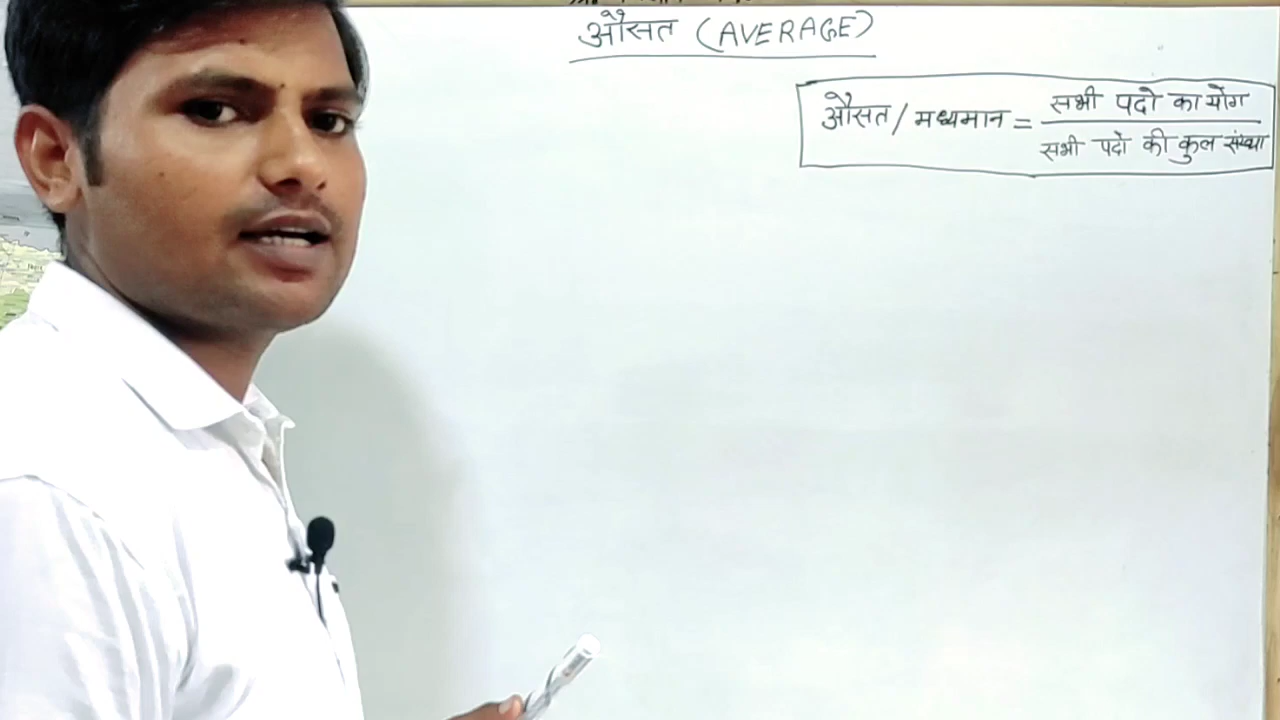 औसत (AVERAGE)
औसत / मध्यमान = सभी पदो का योग
सभी पदो की कुल संख्या